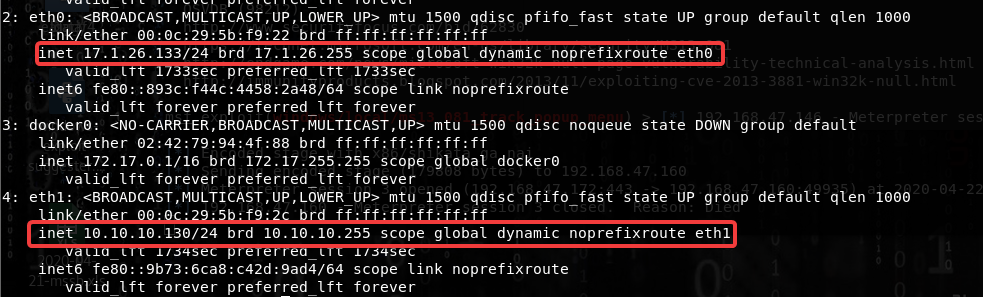 valid_lft forever preferred_lft forever
2: eth0: <BROADCAST,MULTICAST,UP,LOWER_UP> mtu 1500 qdisc pfifo_fast state UP group default qlen 1000
link/ether 00:0c:29:5b:f9:22 brd ff:ff:ff:ff:ff:ff
inet 17.1.26.133/24 brd 17.1.26.255 scope global dynamic noprefixroute eth0
valid_lft 1733sec preferred_lft 1733sec
inet6 fe80::893c:f44c:4458:2a48/64 scope link noprefixroute
valid_lft forever preferred_lft forever
3: docker0: <NO-CARRIER,BROADCAST,MULTICAST,UP> mtu 1500 qdisc noqueue state DOWN group default
link/ether 02:42:79:94:4f:88 brd ff:ff:ff:ff:ff:ff
inet 172.17.0.1/16 brd 172.17.255.255 scope global docker0
valid_lft forever preferred_lft forever
4: eth1: <BROADCAST,MULTICAST,UP,LOWER_UP> mtu 1500 qdisc pfifo_fast state UP group default qlen 1000
link/ether 00:0c:29:5b:f9:2c brd ff:ff:ff:ff:ff:ff
inet 10.10.10.130/24 brd 10.10.10.255 scope global dynamic noprefixroute eth1
valid_lft 1734sec preferred_lft 1734sec
inet6 fe80::9b73:6ca8:c42d:9ad4/64 scope link noprefixroute
valid_lft forever preferred_lft forever